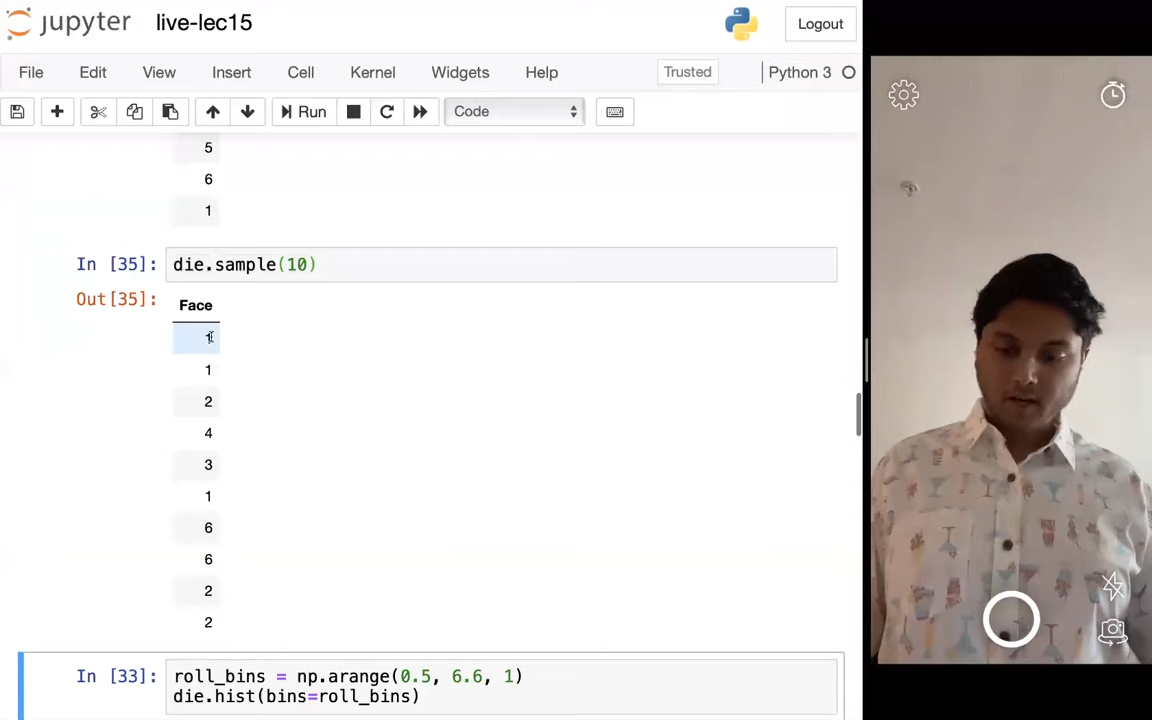 jupyter live-lec15 Logout
File Edit View Insert Cell Kernel Widgets Help Trusted Python 3
Run Code
5
6
1
In [35]: die.sample(10)
Out[35]:
Face
1
1
2
4
3
1
6
6
2
2
In [33]: roll_bins = np.arange(0.5, 6.6, 1)
die.hist(bins=roll_bins)